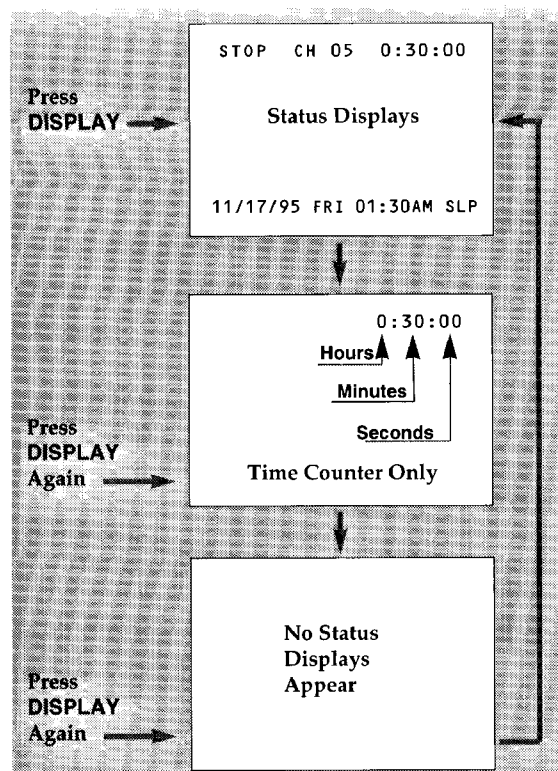 STOP CH 05 0:30:00
Press
DISPLAY
Status Displays
11/17/95 FRI 01:30AM SLP
0:30:00
Hours
Minutes
Seconds
Press
DISPLAY
Again
Time Counter Only
No Status
Displays
Appear
Press
DISPLAY
Again